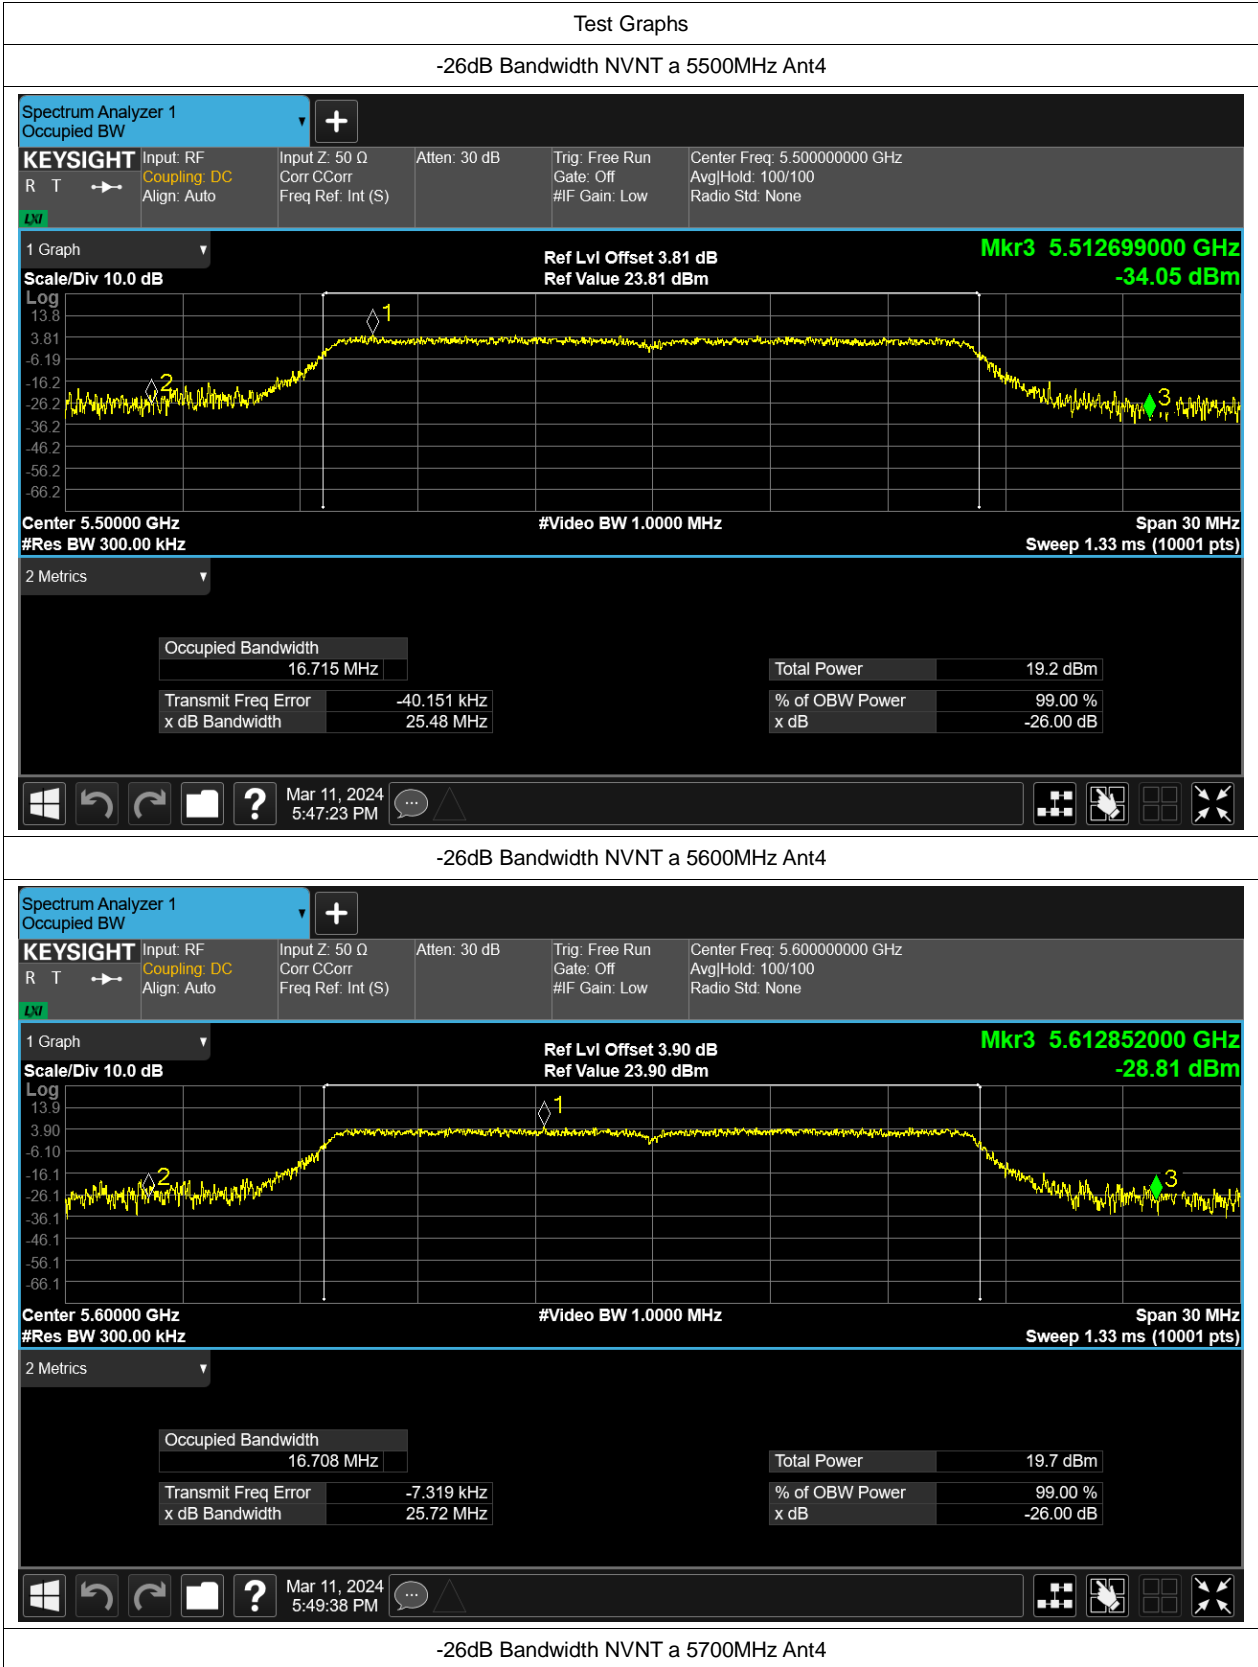 Test Graphs
-26dB Bandwidth NVNT a 5500MHz Ant4
Spectrum Analyzer 1
Occupied BW
KEYSIGHT
R T
LXI
Input: RF
Coupling: DC
Align: Auto
Input Z: 50 Ω
Corr CCorr
Freq Ref: Int (S)
Atten: 30 dB
Trig: Free Run
Gate: Off
#IF Gain: Low
Center Freq: 5.500000000 GHz
Avg|Hold: 100/100
Radio Std: None
1 Graph
Scale/Div 10.0 dB
Ref Lvl Offset 3.81 dB
Ref Value 23.81 dBm
Mkr3 5.512699000 GHz
-34.05 dBm
Log
13.8
3.81
-6.19
-16.2
-26.2
-36.2
-46.2
-56.2
-66.2
1
2
3
Center 5.50000 GHz
#Res BW 300.00 kHz
#Video BW 1.0000 MHz
Span 30 MHz
Sweep 1.33 ms (10001 pts)
2 Metrics
Occupied Bandwidth
16.715 MHz
Transmit Freq Error -40.151 kHz
x dB Bandwidth 25.48 MHz
Total Power 19.2 dBm
% of OBW Power 99.00 %
x dB -26.00 dB
Mar 11, 2024
5:47:23 PM
-26dB Bandwidth NVNT a 5600MHz Ant4
Spectrum Analyzer 1
Occupied BW
KEYSIGHT
R T
LXI
Input: RF
Coupling: DC
Align: Auto
Input Z: 50 Ω
Corr CCorr
Freq Ref: Int (S)
Atten: 30 dB
Trig: Free Run
Gate: Off
#IF Gain: Low
Center Freq: 5.600000000 GHz
Avg|Hold: 100/100
Radio Std: None
1 Graph
Scale/Div 10.0 dB
Ref Lvl Offset 3.90 dB
Ref Value 23.90 dBm
Mkr3 5.612852000 GHz
-28.81 dBm
Log
13.9
3.90
-6.10
-16.1
-26.1
-36.1
-46.1
-56.1
-66.1
1
2
3
Center 5.60000 GHz
#Res BW 300.00 kHz
#Video BW 1.0000 MHz
Span 30 MHz
Sweep 1.33 ms (10001 pts)
2 Metrics
Occupied Bandwidth
16.708 MHz
Transmit Freq Error -7.319 kHz
x dB Bandwidth 25.72 MHz
Total Power 19.7 dBm
% of OBW Power 99.00 %
x dB -26.00 dB
Mar 11, 2024
5:49:38 PM
-26dB Bandwidth NVNT a 5700MHz Ant4